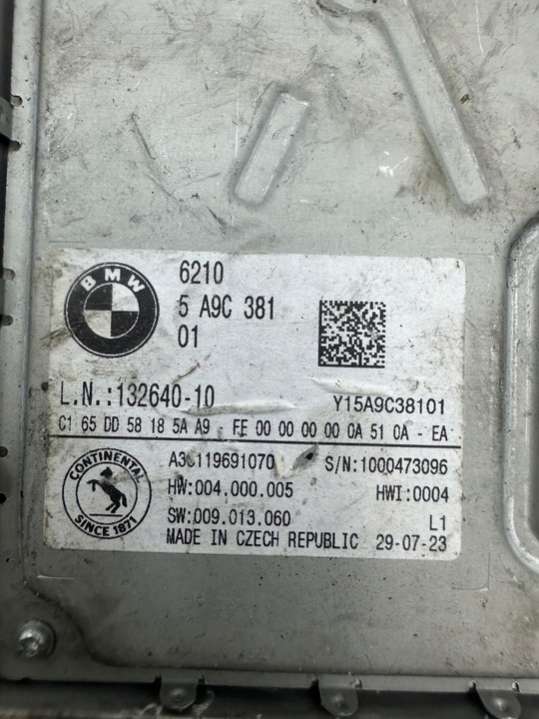 BMW
6210
5 A9C 381
01
L.N.:132640-10
Y15A9C38101
C1 65 DD 58 18 5A A9 - FE 00 00 00 00 0A 51 0A - EA
CONTINENTAL
SINCE 1871
A3C119691070
S/N:1000473096
HW:004.000.005
HWI:0004
SW:009.013.060
L1
MADE IN CZECH REPUBLIC 29-07-23